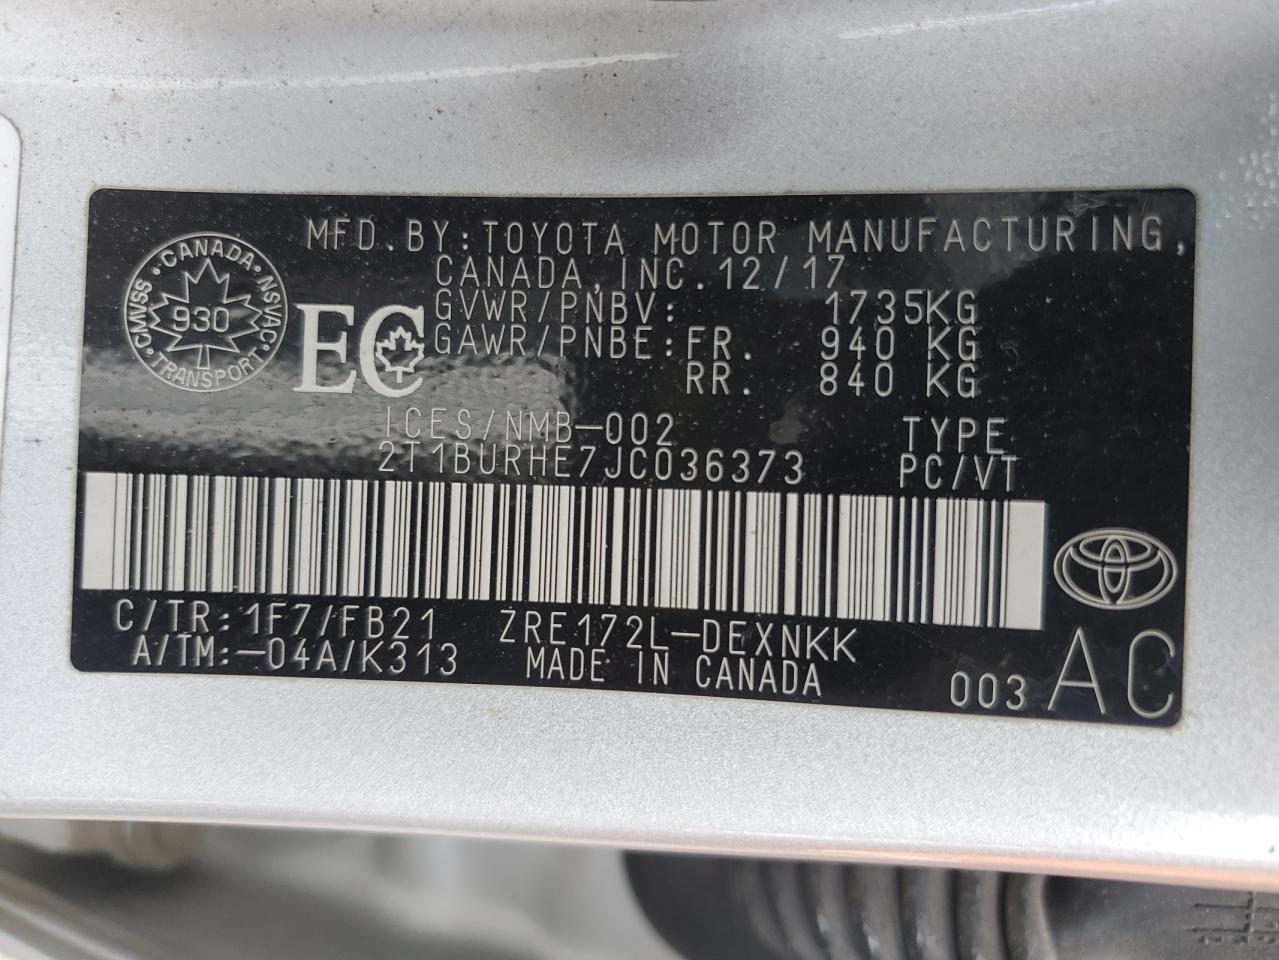 MFD.BY:TOYOTA MOTOR MANUFACTURING,
CANADA,INC.12/17
GVWR/PNBV: 1735KG
GAWR/PNBE:FR. 940 KG
RR. 840 KG
CANADA
CMVSS
NSVAC
930
TRANSPORT
EC
ICES/NMB-002
TYPE
2T1BURHE7JC036373
PC/VT
C/TR:1F7/FB21
ZRE172L-DEXNKK
A/TM:-04A/K313
MADE IN CANADA
003 AC